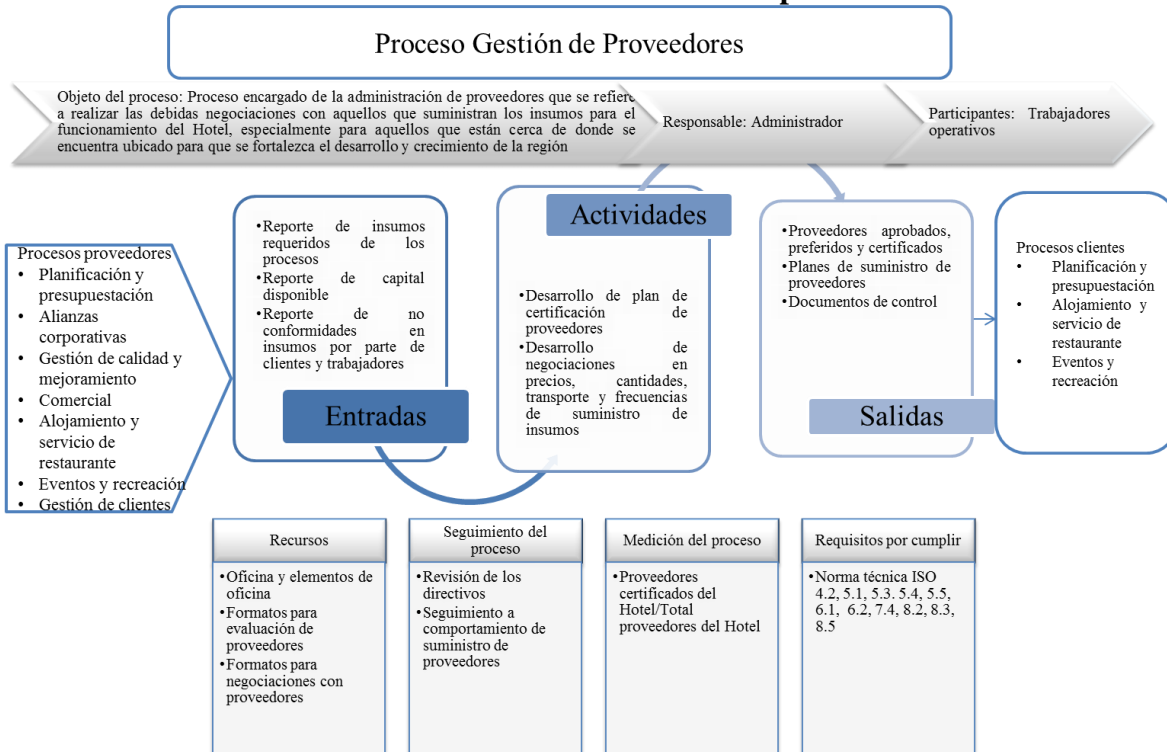 Proceso Gestión de Proveedores
Objeto del proceso: Proceso encargado de la administración de proveedores que se refiere
a realizar las debidas negociaciones con aquellos que suministran los insumos para el
funcionamiento del Hotel, especialmente para aquellos que están cerca de donde se
encuentra ubicado para que se fortalezca el desarrollo y crecimiento de la región
Responsable: Administrador
Participantes: Trabajadores
operativos
Procesos proveedores
• Planificación y
presupuestación
• Alianzas
corporativas
• Gestión de calidad y
mejoramiento
• Comercial
• Alojamiento y
servicio de
restaurante
• Eventos y recreación
• Gestión de clientes
•Reporte de insumos
requeridos de los
procesos
•Reporte de capital
disponible
•Reporte de no
conformidades en
insumos por parte de
clientes y trabajadores
Entradas
Actividades
•Desarrollo de plan de
certificación de
proveedores
•Desarrollo de
negociaciones en
precios, cantidades,
transporte y frecuencias
de suministro de
insumos
•Proveedores aprobados,
preferidos y certificados
•Planes de suministro de
proveedores
•Documentos de control
Salidas
Procesos clientes
• Planificación y
presupuestación
• Alojamiento y
servicio de
restaurante
• Eventos y
recreación
Recursos
•Oficina y elementos de
oficina
•Formatos para
evaluación de
proveedores
•Formatos para
negociaciones con
proveedores
Seguimiento del
proceso
•Revisión de los
directivos
•Seguimiento a
comportamiento de
suministro de
proveedores
Medición del proceso
•Proveedores
certificados del
Hotel/Total
proveedores del Hotel
Requisitos por cumplir
•Norma técnica ISO
4.2, 5.1, 5.3. 5.4, 5.5,
6.1, 6.2, 7.4, 8.2, 8.3,
8.5